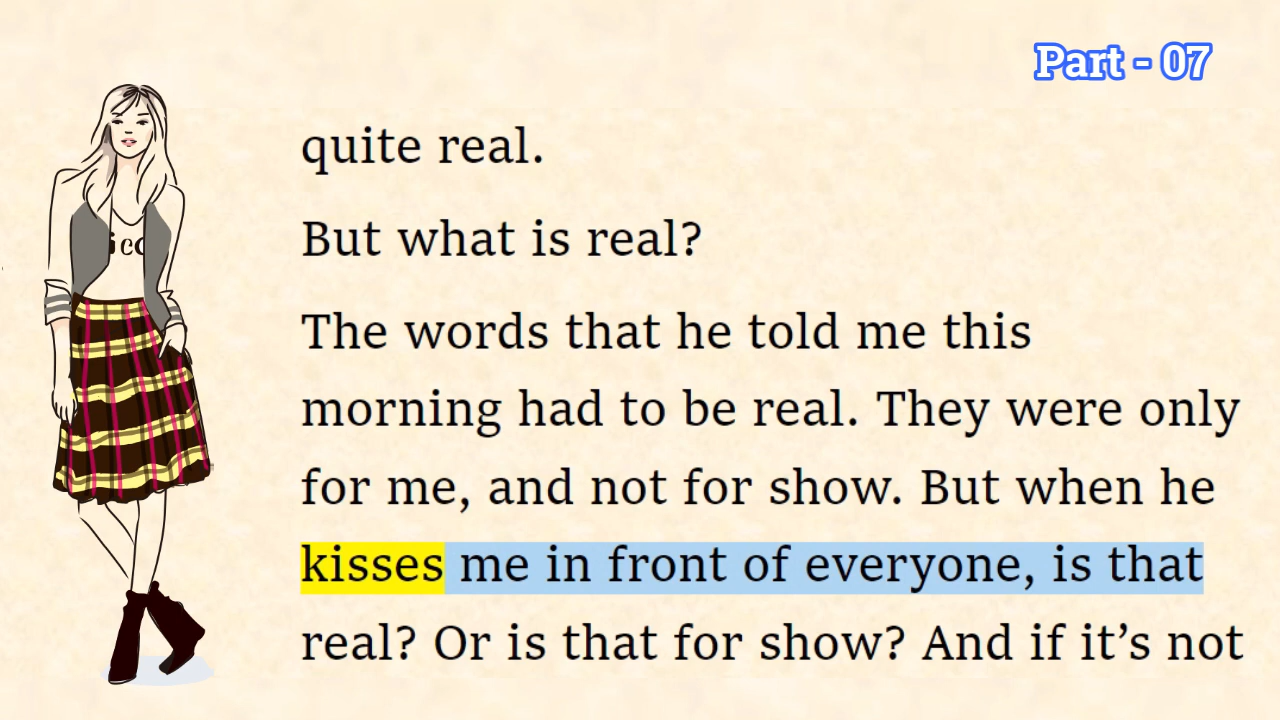 Part - 07
quite real.
But what is real?
The words that he told me this
morning had to be real. They were only
for me, and not for show. But when he
kisses me in front of everyone, is that
real? Or is that for show? And if it’s not